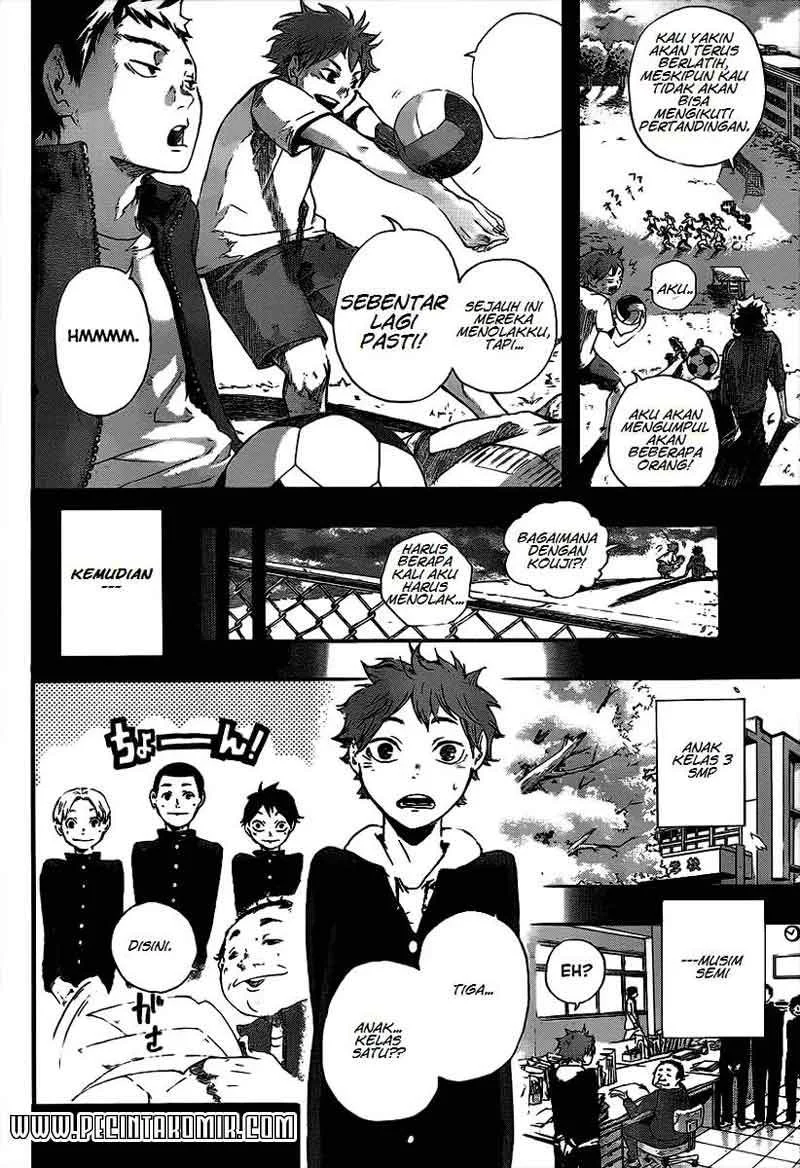 KAU YAKIN
AKAN TERUS
BERLATIH,
MESKIPUN KAU
TIDAK AKAN
BISA
MENGIKUTI
PERTANDINGAN.
AKU..
AKU AKAN
MENGUMPUL
AKAN
BEBERAPA
ORANG!
SEJAUH INI
MEREKA
MENOLAKKU,
TAPI...
SEBENTAR
LAGI
PASTI!
HMMMM.
BAGAIMANA
DENGAN
KOUJI?!
HARUS
BERAPA
KALI AKU
HARUS
MENOLAK...
KEMUDIAN
---
ANAK
KELAS 3
SMP
学校
---MUSIM
SEMI
EH?
ちょーーん!
TIGA...
ANAK...
KELAS
SATU??
DISINI.
がさ
WWW.PECINTAKOMIK.COM